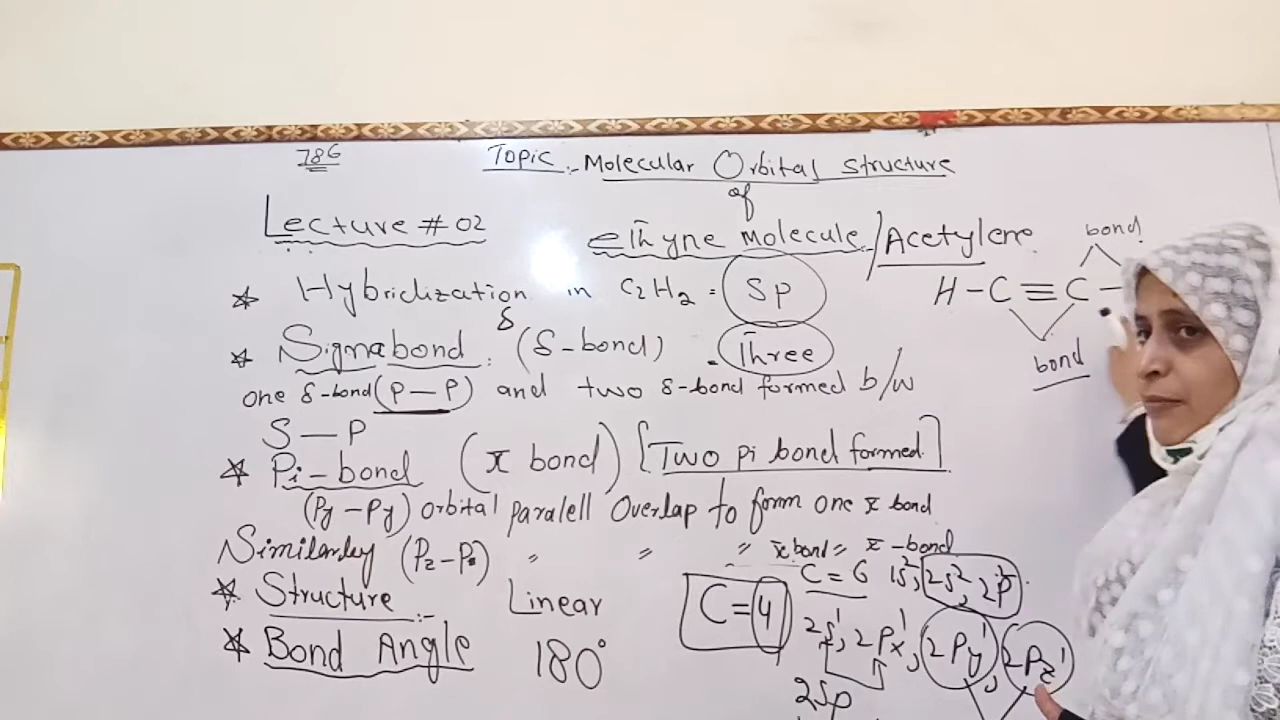 786
Topic:- Molecular Orbital Structure
of
Lecture # 02
eThyne Molecule / Acetylene
bond
H-C≡C-
bond
* Hybridization in C2H2 = SP
* Sigmabond : (δ-bond) = Three
δ
one δ-bond (P-P) and two δ-bond formed b/w
S-P
* Pi-bond (π bond) [Two pi bond formed.]
(Py-Py) orbital paralell Overlap to form one π bond
Similarley (Pz-Pz) " " " π bond = π-bond
* Structure :- Linear
* Bond Angle 180°
C=6 1s², 2s², 2p²
C=4
2s¹, 2Px¹, 2Py¹, 2Pz¹
2sp